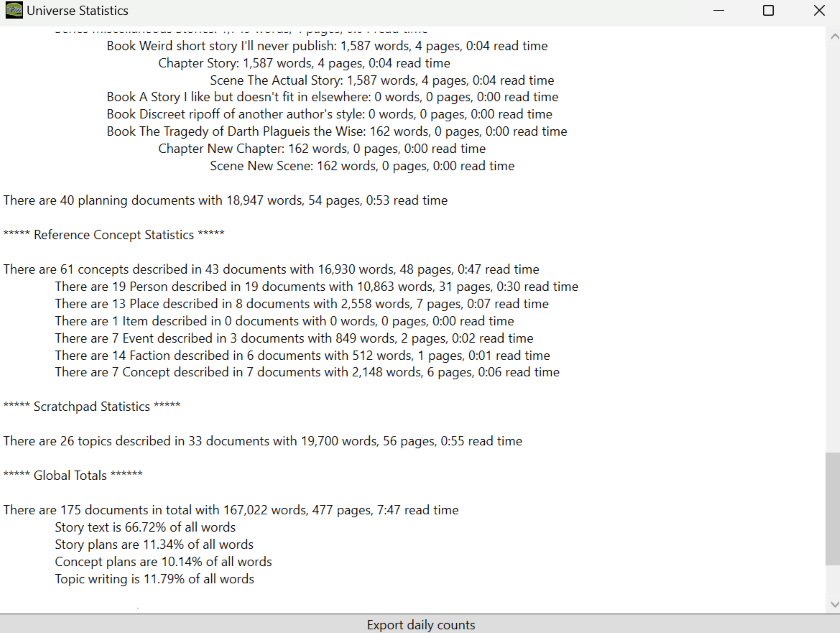 Universe Statistics
Book Weird short story I'll never publish: 1,587 words, 4 pages, 0:04 read time
Chapter Story: 1,587 words, 4 pages, 0:04 read time
Scene The Actual Story: 1,587 words, 4 pages, 0:04 read time
Book A Story I like but doesn't fit in elsewhere: 0 words, 0 pages, 0:00 read time
Book Discreet ripoff of another author's style: 0 words, 0 pages, 0:00 read time
Book The Tragedy of Darth Plagueis the Wise: 162 words, 0 pages, 0:00 read time
Chapter New Chapter: 162 words, 0 pages, 0:00 read time
Scene New Scene: 162 words, 0 pages, 0:00 read time
There are 40 planning documents with 18,947 words, 54 pages, 0:53 read time
***** Reference Concept Statistics *****
There are 61 concepts described in 43 documents with 16,930 words, 48 pages, 0:47 read time
There are 19 Person described in 19 documents with 10,863 words, 31 pages, 0:30 read time
There are 13 Place described in 8 documents with 2,558 words, 7 pages, 0:07 read time
There are 1 Item described in 0 documents with 0 words, 0 pages, 0:00 read time
There are 7 Event described in 3 documents with 849 words, 2 pages, 0:02 read time
There are 14 Faction described in 6 documents with 512 words, 1 pages, 0:01 read time
There are 7 Concept described in 7 documents with 2,148 words, 6 pages, 0:06 read time
***** Scratchpad Statistics *****
There are 26 topics described in 33 documents with 19,700 words, 56 pages, 0:55 read time
***** Global Totals ******
There are 175 documents in total with 167,022 words, 477 pages, 7:47 read time
Story text is 66.72% of all words
Story plans are 11.34% of all words
Concept plans are 10.14% of all words
Topic writing is 11.79% of all words
Export daily counts